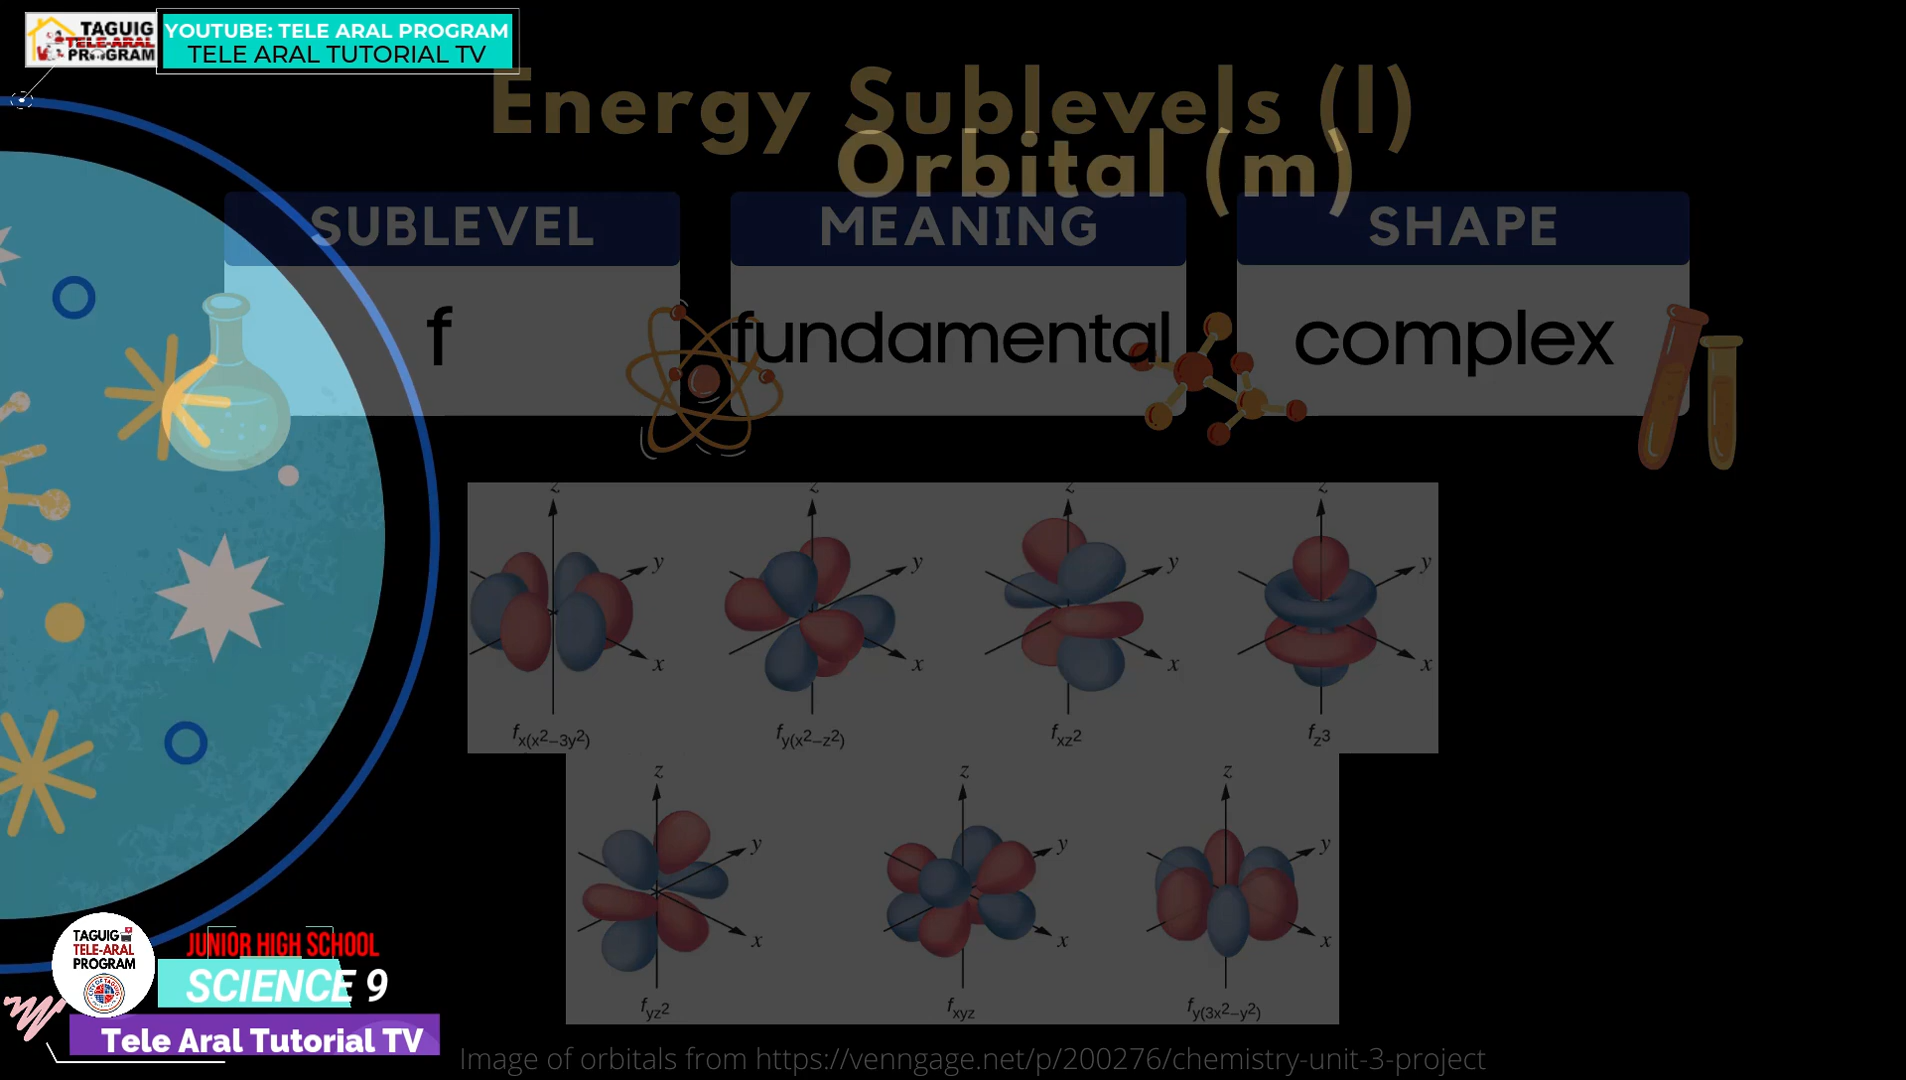 TAGUIG
TELE-ARAL
PROGRAM
YOUTUBE: TELE ARAL PROGRAM
TELE ARAL TUTORIAL TV
Energy Sublevels (l)
Orbital (m)
SUBLEVEL
MEANING
SHAPE
f
fundamental
complex
z
y
x
z
y
x
z
y
x
z
y
x
fx(x²−3y²)
fy(x²−z²)
fxz²
fz³
z
y
x
z
y
x
z
y
x
fyz²
fxyz
fy(3x²−y²)
TAGUIG
TELE-ARAL
PROGRAM
JUNIOR HIGH SCHOOL
SCIENCE 9
Tele Aral Tutorial TV
Image of orbitals from https://venngage.net/p/200276/chemistry-unit-3-project